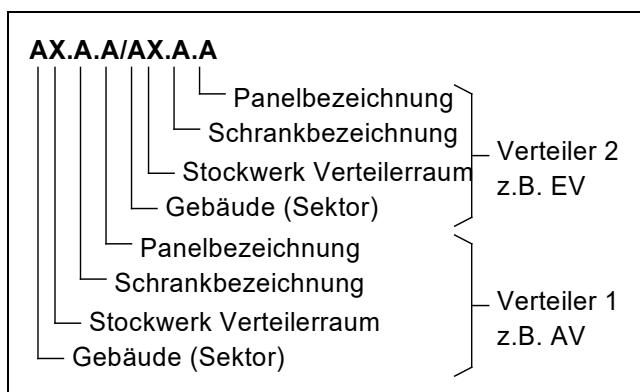 AX.A.A/AX.A.A
Panelbezeichnung
Schrankbezeichnung
Stockwerk Verteilerraum
Gebäude (Sektor)
Verteiler 2
z.B. EV
Panelbezeichnung
Schrankbezeichnung
Stockwerk Verteilerraum
Gebäude (Sektor)
Verteiler 1
z.B. AV